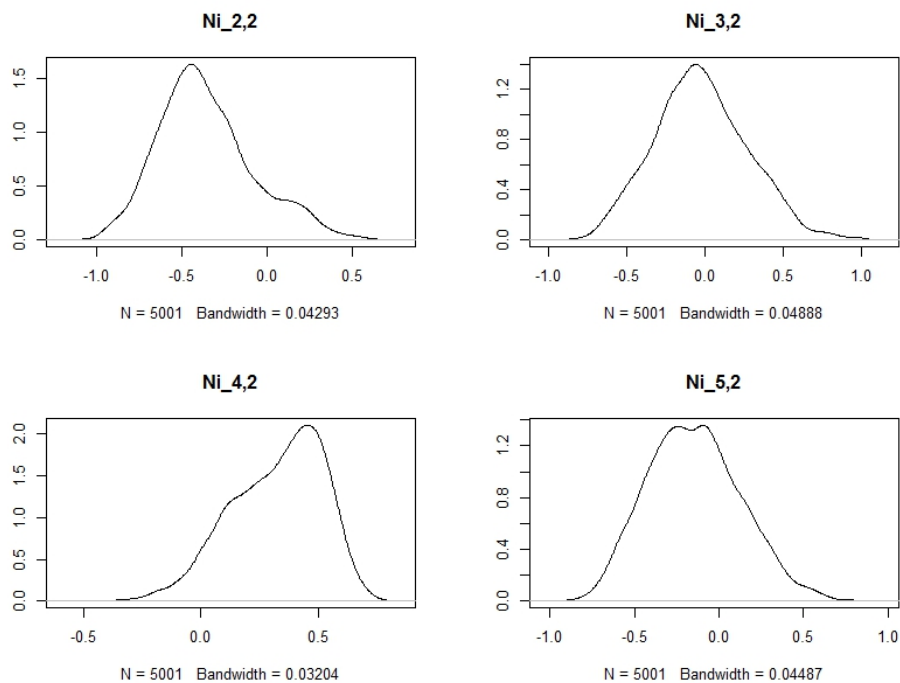 Ni_2,2
1.5
1.0
0.5
0.0
-1.0 -0.5 0.0 0.5
N = 5001 Bandwidth = 0.04293
Ni_3,2
1.2
0.8
0.4
0.0
-1.0 -0.5 0.0 0.5 1.0
N = 5001 Bandwidth = 0.04888
Ni_4,2
2.0
1.5
1.0
0.5
0.0
-0.5 0.0 0.5
N = 5001 Bandwidth = 0.03204
Ni_5,2
1.2
0.8
0.4
0.0
-1.0 -0.5 0.0 0.5 1.0
N = 5001 Bandwidth = 0.04487